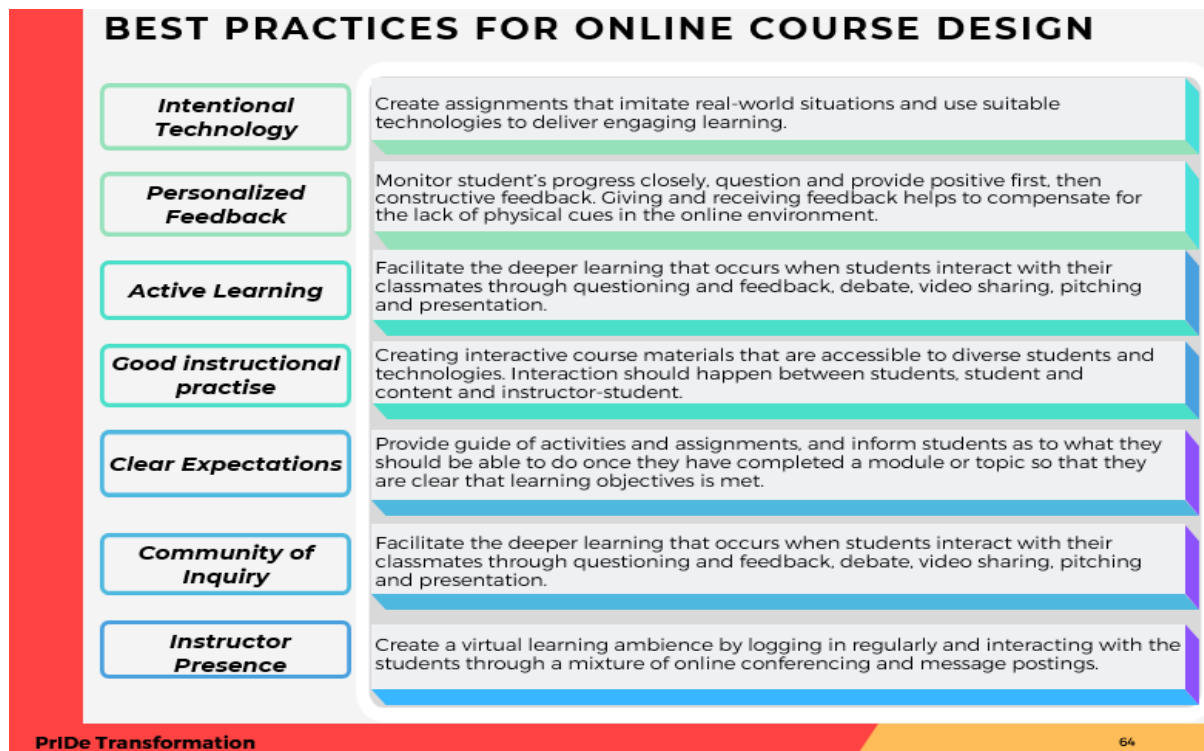 BEST PRACTICES FOR ONLINE COURSE DESIGN
Intentional
Technology
Create assignments that imitate real-world situations and use suitable
technologies to deliver engaging learning.
Personalized
Feedback
Monitor student's progress closely, question and provide positive first, then
constructive feedback. Giving and receiving feedback helps to compensate for
the lack of physical cues in the online environment.
Active Learning
Facilitate the deeper learning that occurs when students interact with their
classmates through questioning and feedback, debate, video sharing, pitching
and presentation.
Good instructional
practise
Creating interactive course materials that are accessible to diverse students and
technologies. Interaction should happen between students, student and
content and instructor-student.
Clear Expectations
Provide guide of activities and assignments, and inform students as to what they
should be able to do once they have completed a module or topic so that they
are clear that learning objectives is met.
Community of
Inquiry
Facilitate the deeper learning that occurs when students interact with their
classmates through questioning and feedback, debate, video sharing, pitching
and presentation.
Instructor
Presence
Create a virtual learning ambience by logging in regularly and interacting with the
students through a mixture of online conferencing and message postings.
PrIDe Transformation
64